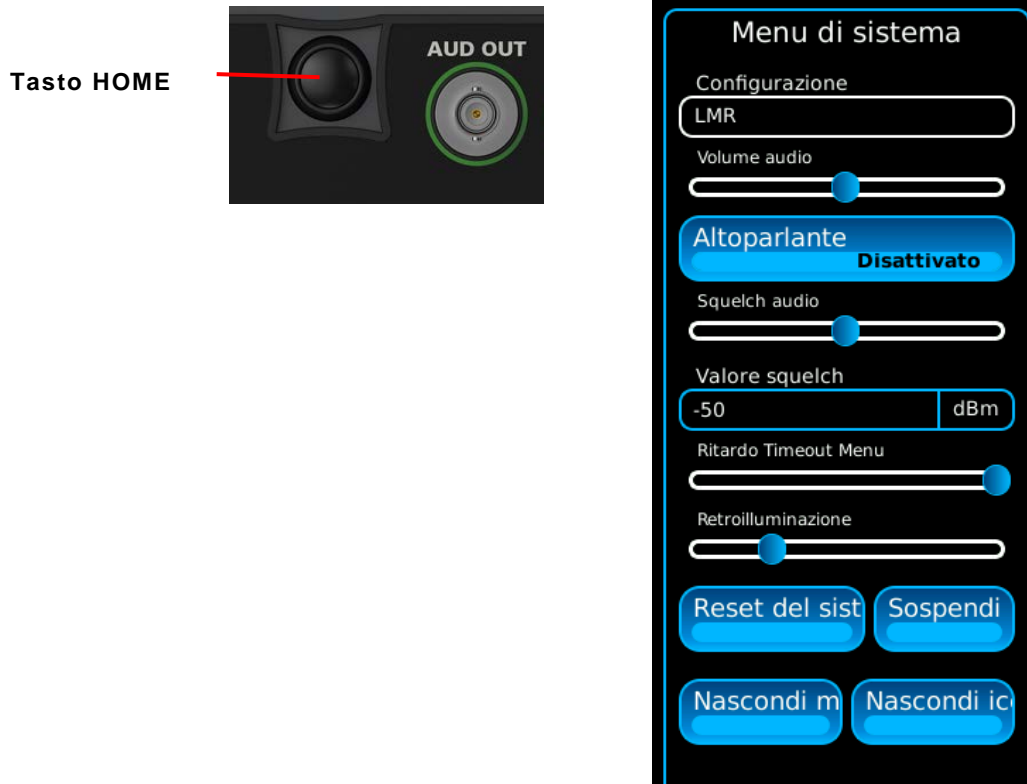 Tasto HOME
AUD OUT
Menu di sistema
Configurazione
LMR
Volume audio
Altoparlante
Disattivato
Squelch audio
Valore squelch
-50 dBm
Ritardo Timeout Menu
Retroilluminazione
Reset del sist Sospendi
Nascondi m Nascondi ic